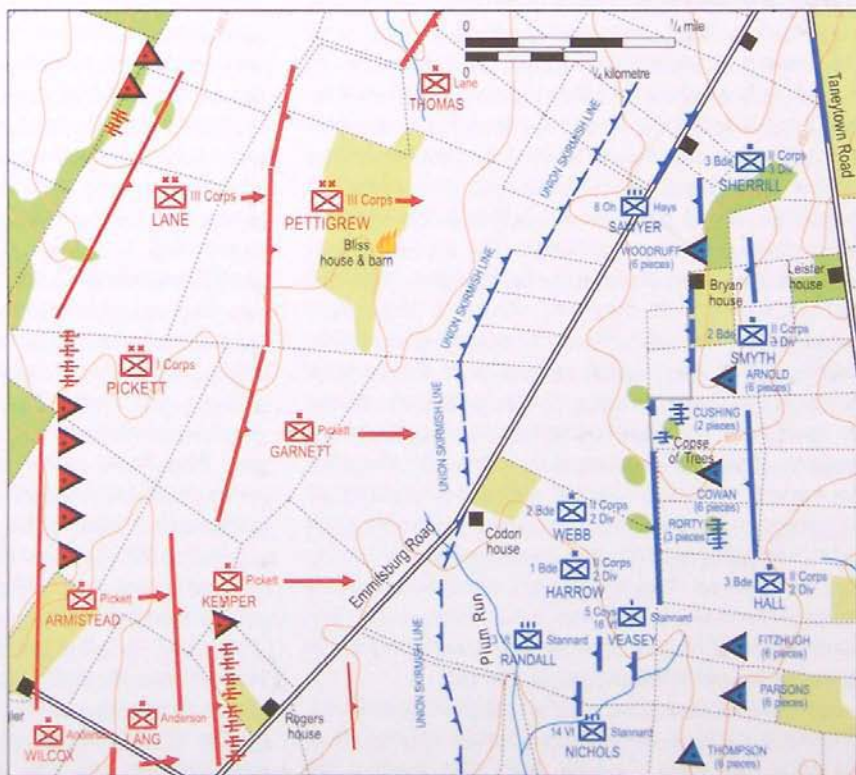 0
¼ mile
0
¼ kilometre
Lane
THOMAS
Taneytown Road
UNION SKIRMISH LINE
3 Bde
II Corps
3 Div
SHERRILL
III Corps
LANE
III Corps
PETTIGREW
8 Oh
Hays
SAWYER
Bliss
house & barn
WOODRUFF
(6 pieces)
Leister
house
Bryan
house
UNION SKIRMISH LINE
2 Bde
II Corps
3 Div
SMYTH
I Corps
PICKETT
ARNOLD
(6 pieces)
CUSHING
(2 pieces)
Copse
of Trees
Pickett
GARNETT
UNION SKIRMISH LINE
COWAN
(6 pieces)
2 Bde
II Corps
2 Div
WEBB
RORTY
(3 pieces)
Codori
house
Emmitsburg Road
1 Bde
II Corps
2 Div
HARROW
3 Bde
II Corps
2 Div
HALL
Pickett
ARMISTEAD
Pickett
KEMPER
Plum Run
5 Coys
16 Vt
Stannard
VEASEY
Stannard
RANDALL
FITZHUGH
(6 pieces)
UNION SKIRMISH LINE
PARSONS
(6 pieces)
Rogers
house
Anderson
WILCOX
Anderson
LANG
14 Vt
Stannard
NICHOLS
THOMPSON
(6 pieces)